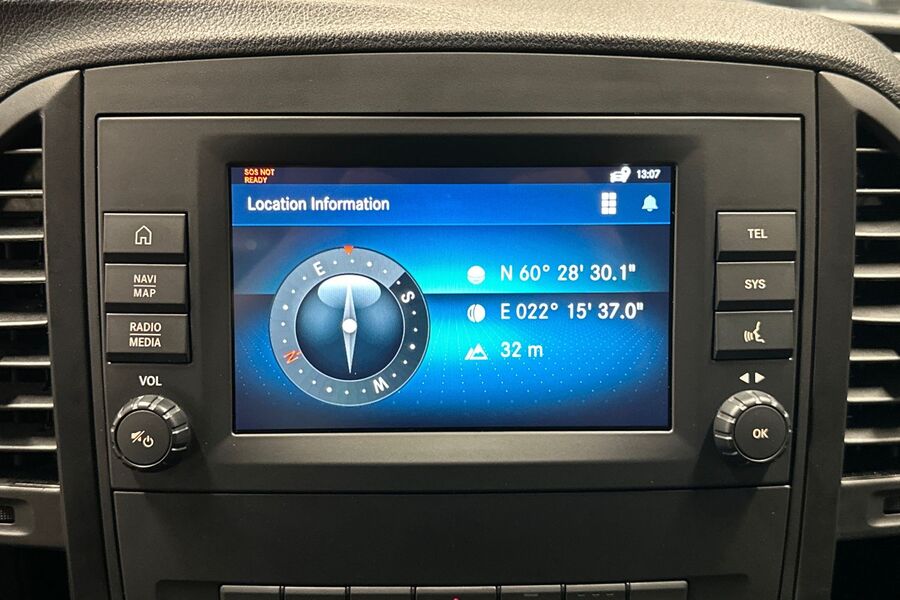 SOS NOT
READY
13:07
Location Information
N 60° 28' 30.1"
E 022° 15' 37.0"
32 m
E
S
W
N
NAVI
MAP
RADIO
MEDIA
VOL
TEL
SYS
OK